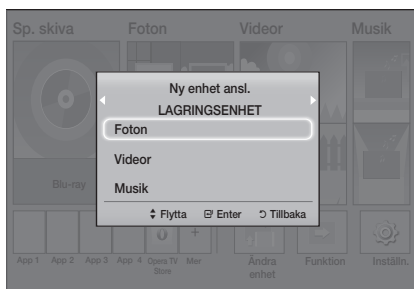 Sp. skiva Foton Videor Musik
Ny enhet ansl.
LAGRINGSENHET
Foton
Videor
Musik
Flytta Enter Tillbaka
Blu-ray
App 1 App 2 App 3 App 4 Opera TV Store Mer Ändra enhet Funktion Inställn.